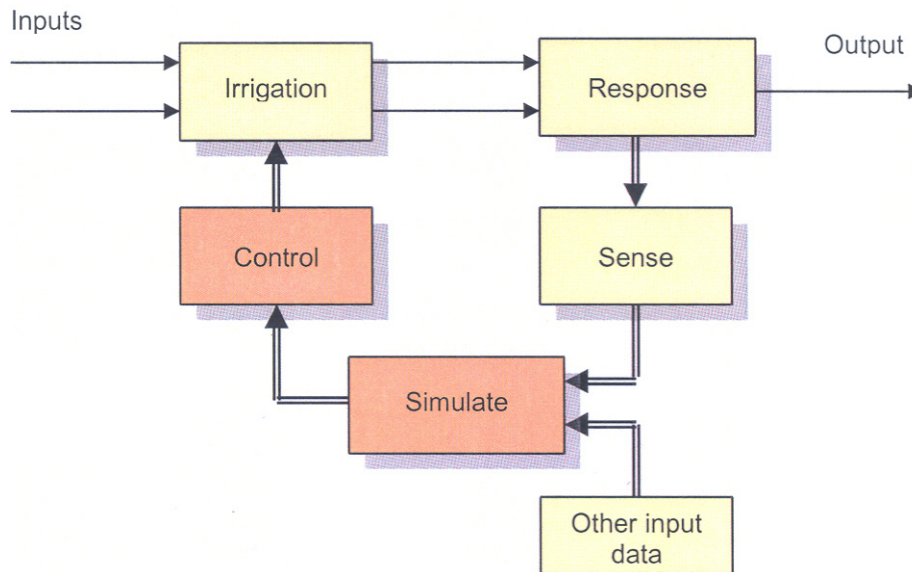 Inputs
Output
Irrigation
Response
Control
Sense
Simulate
Other input
data